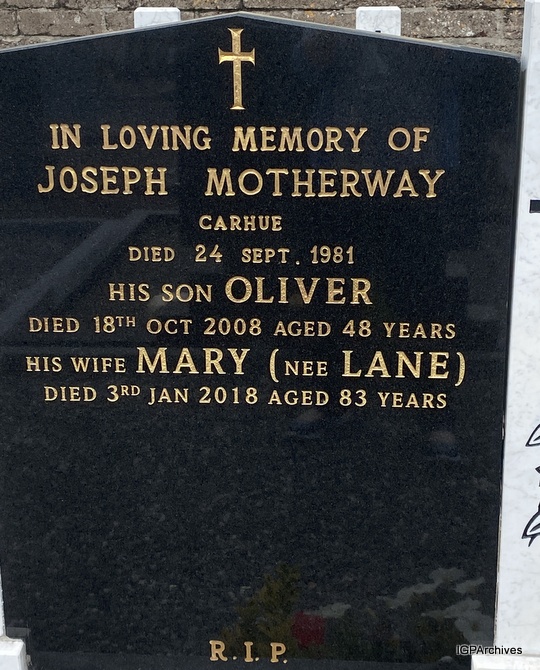 IN LOVING MEMORY OF
JOSEPH MOTHERWAY
CARHUE
DIED 24 SEPT. 1981
HIS SON OLIVER
DIED 18TH OCT 2008 AGED 48 YEARS
HIS WIFE MARY (NEE LANE)
DIED 3RD JAN 2018 AGED 83 YEARS
R.I.P.
IGPArchives